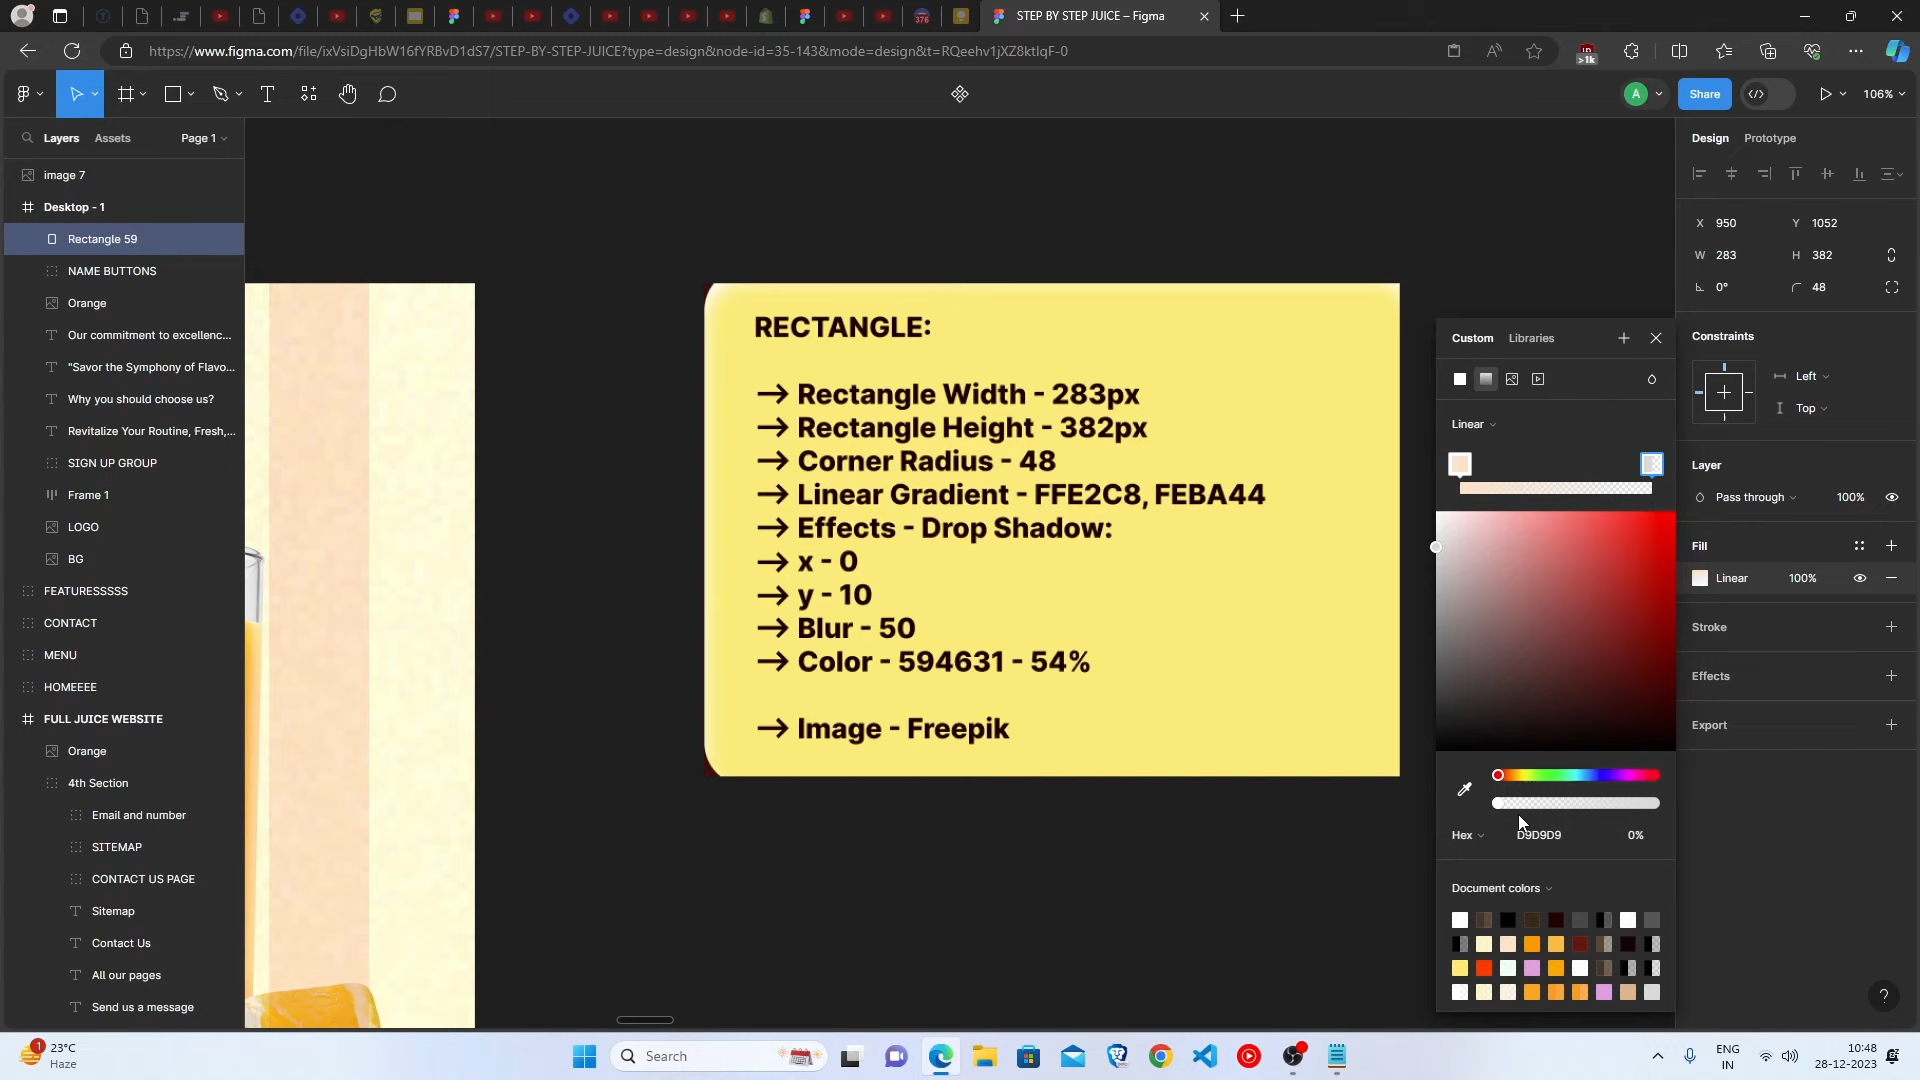 STEP BY STEP JUICE – Figma
376
https://www.figma.com/file/ixVsiDgHbW16fYRBvD1dS7/STEP-BY-STEP-JUICE?type=design&node-id=35-143&mode=design&t=RQeehv1jXZ8ktlqF-0
>1k
A
Share
106%
Layers
Assets
Page 1
image 7
Desktop - 1
Rectangle 59
NAME BUTTONS
Orange
Our commitment to excellenc...
"Savor the Symphony of Flavo...
Why you should choose us?
Revitalize Your Routine, Fresh,...
SIGN UP GROUP
Frame 1
LOGO
BG
FEATURESSSSS
CONTACT
MENU
HOMEEEE
FULL JUICE WEBSITE
Orange
4th Section
Email and number
SITEMAP
CONTACT US PAGE
Sitemap
Contact Us
All our pages
Send us a message
RECTANGLE:
→ Rectangle Width - 283px
→ Rectangle Height - 382px
→ Corner Radius - 48
→ Linear Gradient - FFE2C8, FEBA44
→ Effects - Drop Shadow:
→ x - 0
→ y - 10
→ Blur - 50
→ Color - 594631 - 54%
→ Image - Freepik
Custom
Libraries
Linear
Hex
D9D9D9
0%
Document colors
Design
Prototype
X 950
Y 1052
W 283
H 382
0°
48
Constraints
Left
Top
Layer
Pass through
100%
Fill
Linear
100%
Stroke
Effects
Export
?
1
23°C
Haze
Search
ENG
IN
10:48
28-12-2023